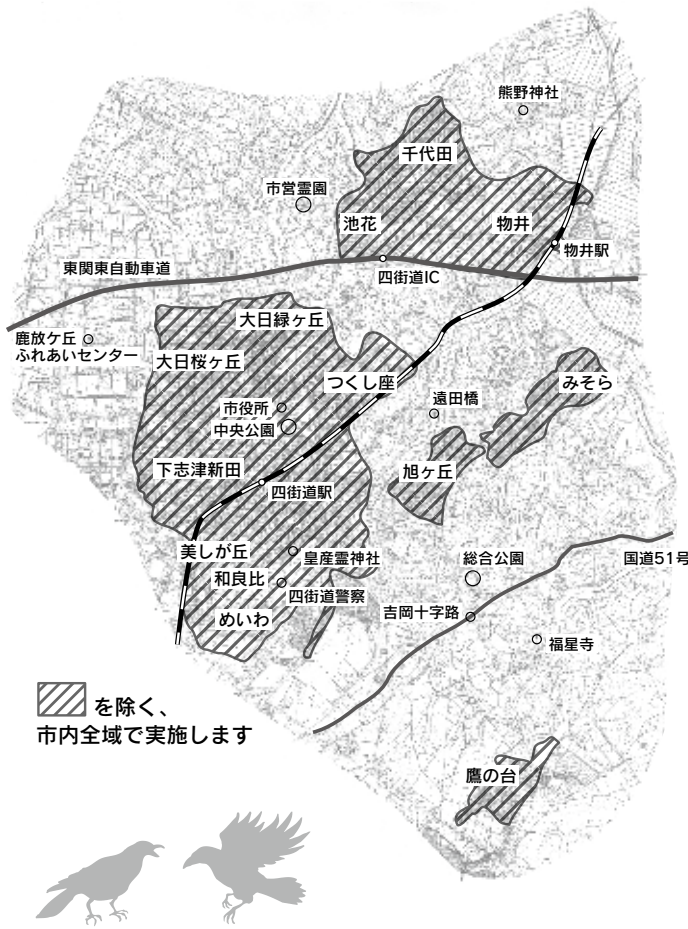 熊野神社
千代田
市営霊園
池花
物井
物井駅
東関東自動車道
四街道IC
大日緑ヶ丘
鹿放ケ丘
ふれあいセンター
大日桜ヶ丘
つくし座
みそら
市役所
遠田橋
中央公園
下志津新田
旭ヶ丘
四街道駅
美しが丘
皇産霊神社
総合公園
国道51号
和良比
四街道警察
めいわ
吉岡十字路
福星寺
を除く、
市内全域で実施します
鷹の台